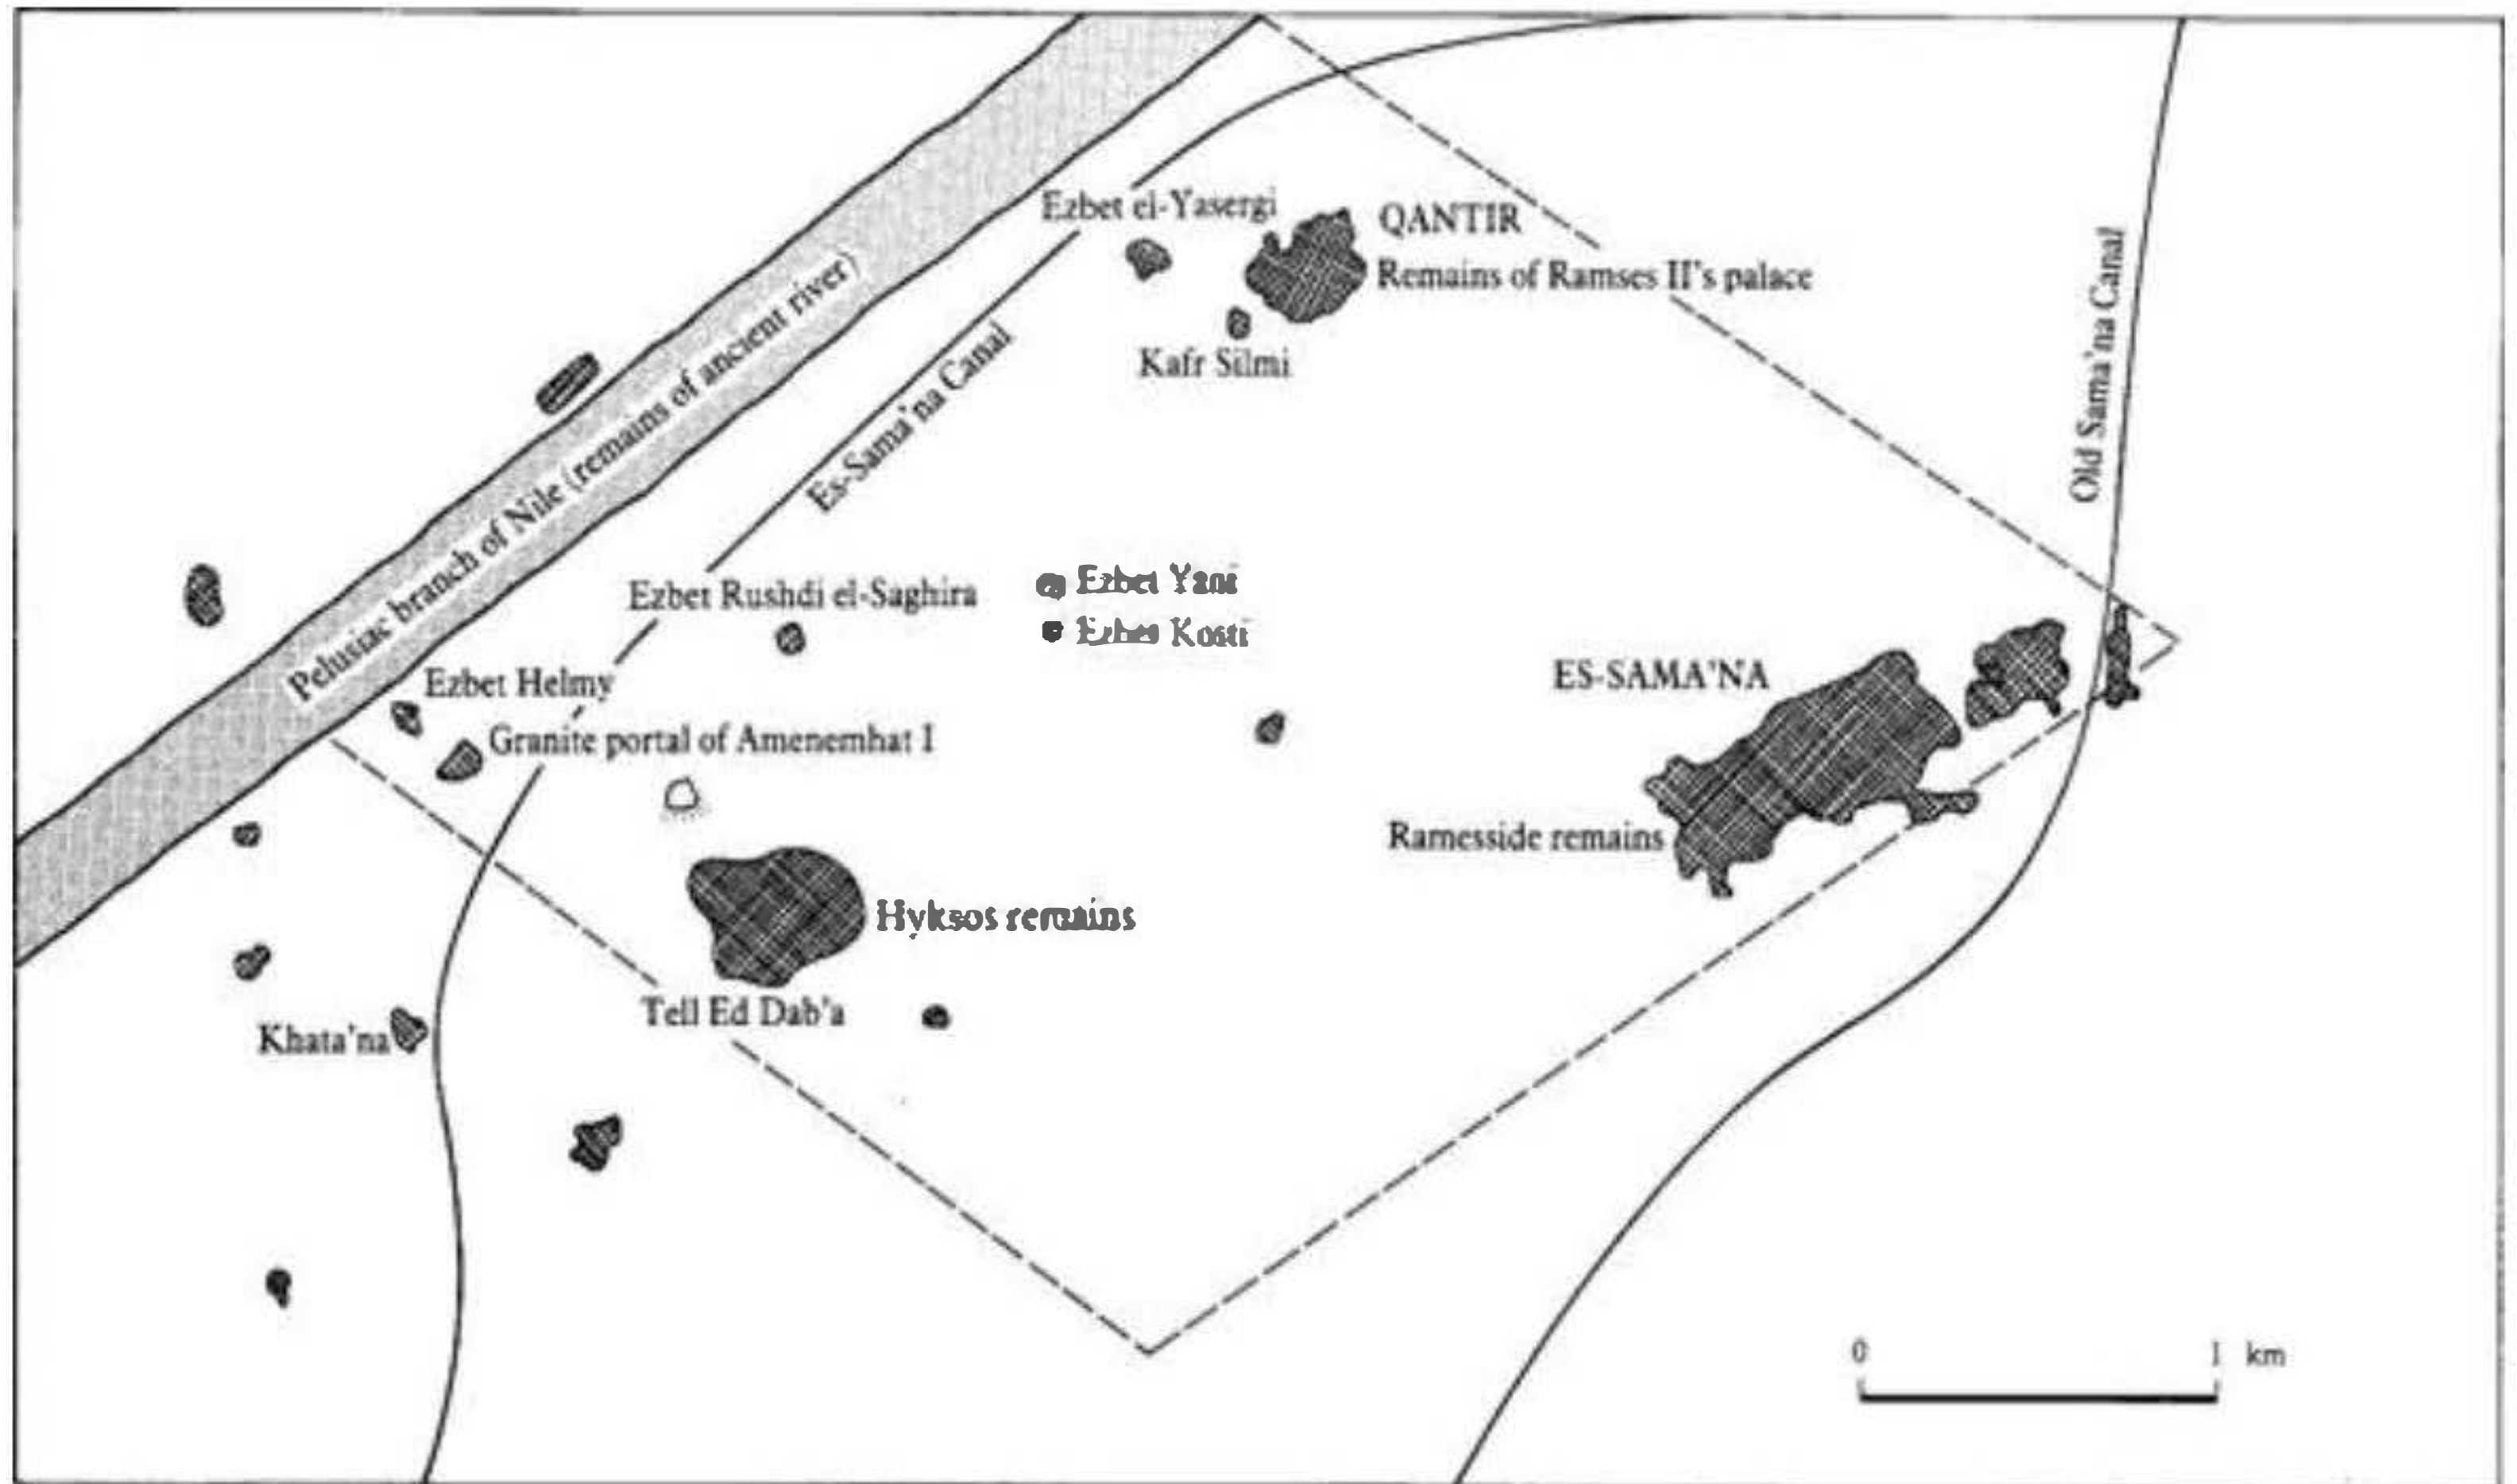 Ezbet el-Yasergi
QANTIR
Remains of Ramses II's palace
Kafr Silmi
Old Sama'na Canal
Pelusiac branch of Nile (remains of ancient river)
Es-Sama'na Canal
Ezbet Rushdi el-Saghira
Ezbet Yani
Ezbet Kosti
Ezbet Helmy
Granite portal of Amenemhat I
ES-SAMA'NA
Ramesside remains
Hyksos remains
Tell Ed Dab'a
Khata'na
0 1 km